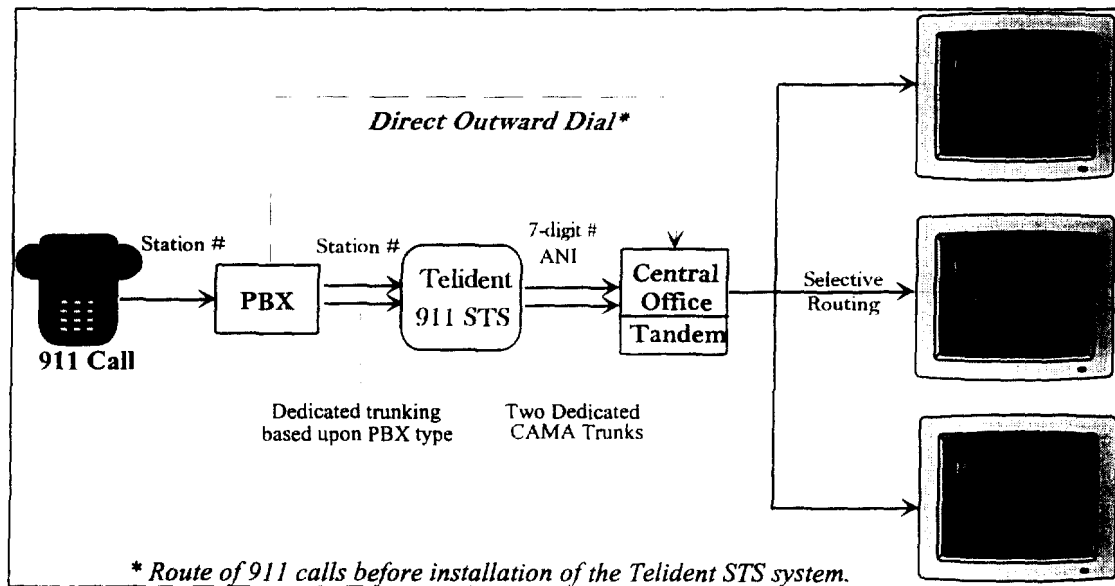 Direct Outward Dial*
Station #
Station #
7-digit #
ANI
911 Call
PBX
Telident
911 STS
Central
Office
Tandem
Selective
Routing
Dedicated trunking
based upon PBX type
Two Dedicated
CAMA Trunks
* Route of 911 calls before installation of the Telident STS system.